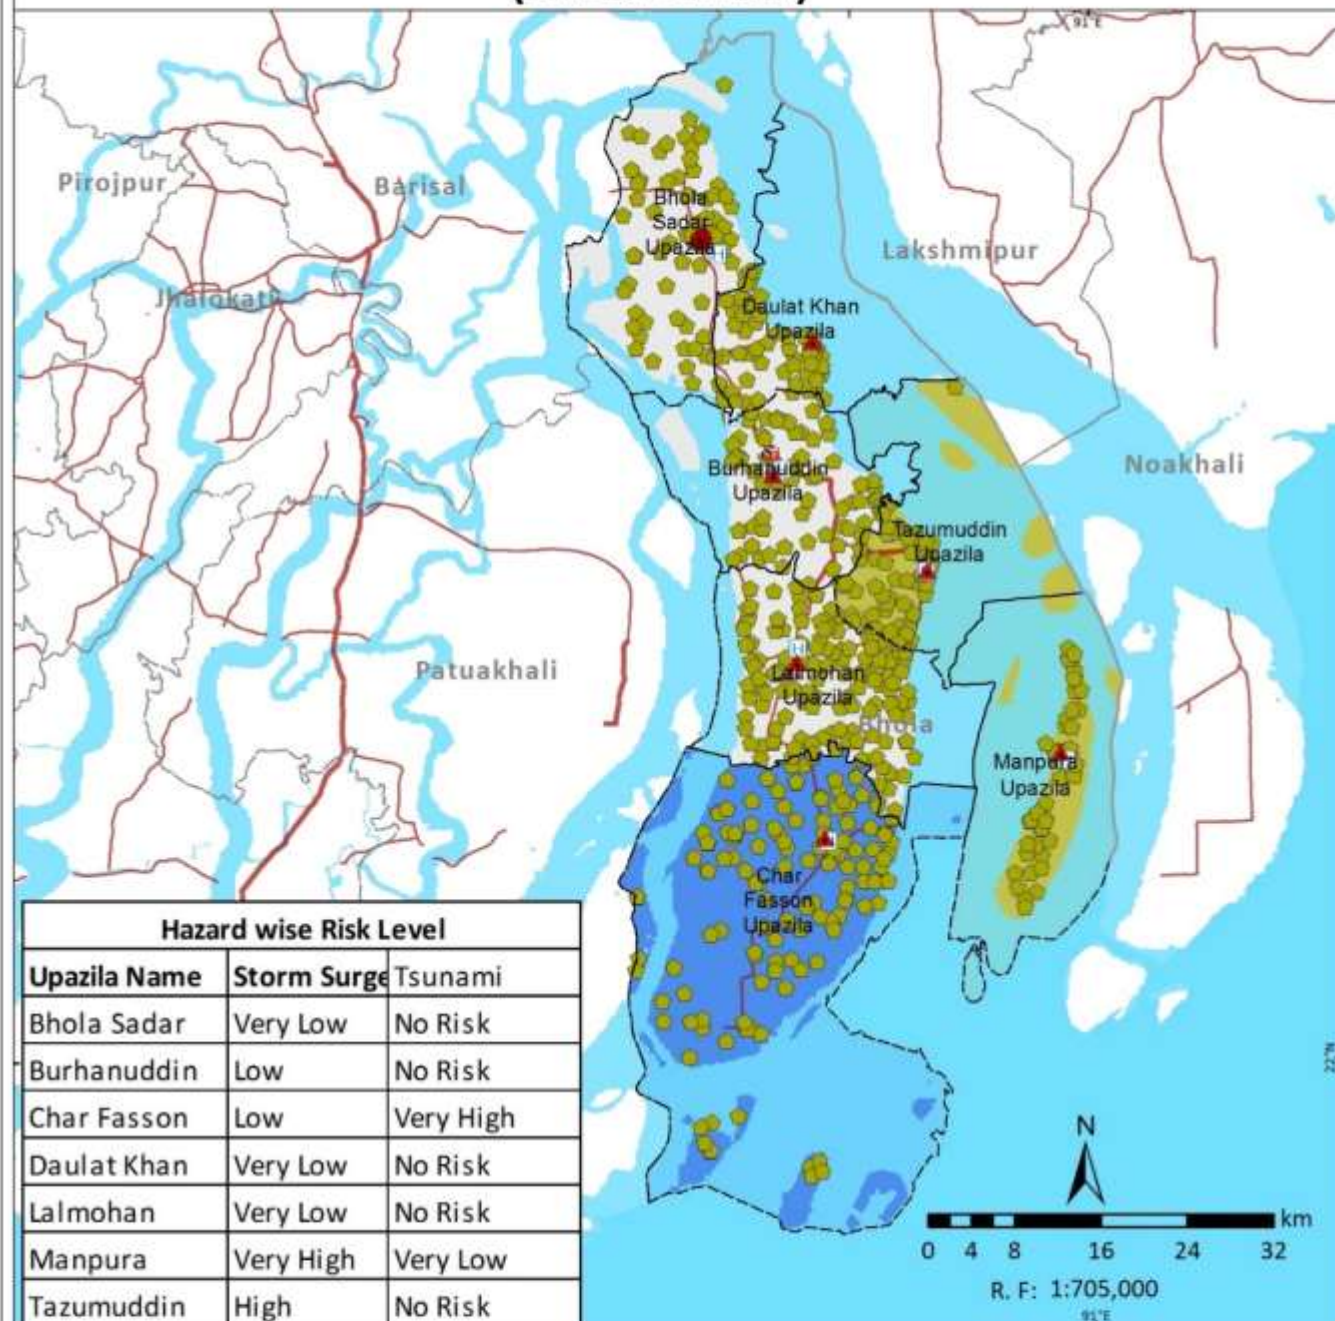 91°E
Pirojpur
Barisal
Bhola
Sadar
Upazila
Lakshmipur
Jhalokati
Daulat Khan
Upazila
Noakhali
Burhanuddin
Upazila
Tazumuddin
Upazila
Patuakhali
H
Lalmohan
Upazila
Bhola
Manpura
Upazila
Char
Fasson
Upazila
Hazard wise Risk Level
Upazila Name Storm Surge Tsunami
Bhola Sadar Very Low No Risk
Burhanuddin Low No Risk
Char Fasson Low Very High
Daulat Khan Very Low No Risk
Lalmohan Very Low No Risk
Manpura Very High Very Low
Tazumuddin High No Risk
22°N
N
km
0 4 8 16 24 32
R. F: 1:705,000
91°E